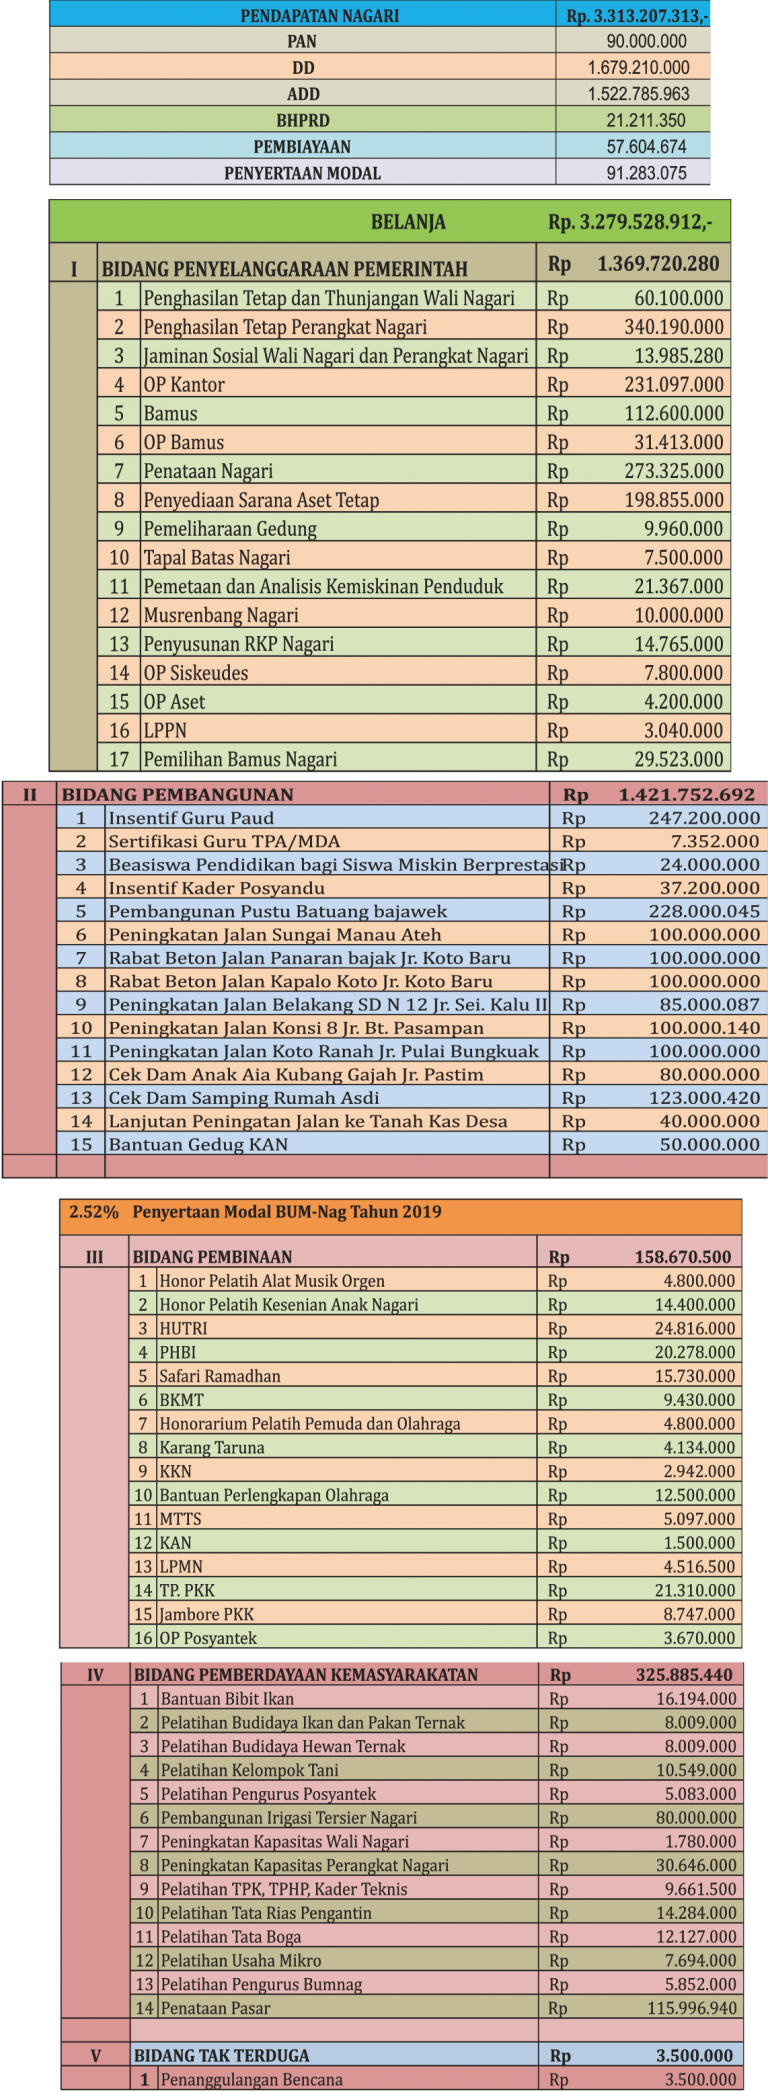 PENDAPATAN NAGARI Rp. 3.313.207.313,-
PAN 90.000.000
DD 1.679.210.000
ADD 1.522.785.963
BHPRD 21.211.350
PEMBIAYAAN 57.604.674
PENYERTAAN MODAL 91.283.075
BELANJA Rp. 3.279.528.912,-
I BIDANG PENYELANGGARAAN PEMERINTAH Rp 1.369.720.280
1 Penghasilan Tetap dan Thunjangan Wali Nagari Rp 60.100.000
2 Penghasilan Tetap Perangkat Nagari Rp 340.190.000
3 Jaminan Sosial Wali Nagari dan Perangkat Nagari Rp 13.985.280
4 OP Kantor Rp 231.097.000
5 Bamus Rp 112.600.000
6 OP Bamus Rp 31.413.000
7 Penataan Nagari Rp 273.325.000
8 Penyediaan Sarana Aset Tetap Rp 198.855.000
9 Pemeliharaan Gedung Rp 9.960.000
10 Tapal Batas Nagari Rp 7.500.000
11 Pemetaan dan Analisis Kemiskinan Penduduk Rp 21.367.000
12 Musrenbang Nagari Rp 10.000.000
13 Penyusunan RKP Nagari Rp 14.765.000
14 OP Siskeudes Rp 7.800.000
15 OP Aset Rp 4.200.000
16 LPPN Rp 3.040.000
17 Pemilihan Bamus Nagari Rp 29.523.000
II BIDANG PEMBANGUNAN Rp 1.421.752.692
1 Insentif Guru Paud Rp 247.200.000
2 Sertifikasi Guru TPA/MDA Rp 7.352.000
3 Beasiswa Pendidikan bagi Siswa Miskin Berprestasi Rp 24.000.000
4 Insentif Kader Posyandu Rp 37.200.000
5 Pembangunan Pustu Batuang bajawek Rp 228.000.045
6 Peningkatan Jalan Sungai Manau Ateh Rp 100.000.000
7 Rabat Beton Jalan Panaran bajak Jr. Koto Baru Rp 100.000.000
8 Rabat Beton Jalan Kapalo Koto Jr. Koto Baru Rp 100.000.000
9 Peningkatan Jalan Belakang SD N 12 Jr. Sei. Kalu II Rp 85.000.087
10 Peningkatan Jalan Konsi 8 Jr. Bt. Pasampan Rp 100.000.140
11 Peningkatan Jalan Koto Ranah Jr. Pulai Bungkuak Rp 100.000.000
12 Cek Dam Anak Aia Kubang Gajah Jr. Pastim Rp 80.000.000
13 Cek Dam Samping Rumah Asdi Rp 123.000.420
14 Lanjutan Peningatan Jalan ke Tanah Kas Desa Rp 40.000.000
15 Bantuan Gedug KAN Rp 50.000.000
2.52% Penyertaan Modal BUM-Nag Tahun 2019
III BIDANG PEMBINAAN Rp 158.670.500
1 Honor Pelatih Alat Musik Orgen Rp 4.800.000
2 Honor Pelatih Kesenian Anak Nagari Rp 14.400.000
3 HUTRI Rp 24.816.000
4 PHBI Rp 20.278.000
5 Safari Ramadhan Rp 15.730.000
6 BKMT Rp 9.430.000
7 Honorarium Pelatih Pemuda dan Olahraga Rp 4.800.000
8 Karang Taruna Rp 4.134.000
9 KKN Rp 2.942.000
10 Bantuan Perlengkapan Olahraga Rp 12.500.000
11 MTTS Rp 5.097.000
12 KAN Rp 1.500.000
13 LPMN Rp 4.516.500
14 TP. PKK Rp 21.310.000
15 Jambore PKK Rp 8.747.000
16 OP Posyantek Rp 3.670.000
IV BIDANG PEMBERDAYAAN KEMASYARAKATAN Rp 325.885.440
1 Bantuan Bibit Ikan Rp 16.194.000
2 Pelatihan Budidaya Ikan dan Pakan Ternak Rp 8.009.000
3 Pelatihan Budidaya Hewan Ternak Rp 8.009.000
4 Pelatihan Kelompok Tani Rp 10.549.000
5 Pelatihan Pengurus Posyantek Rp 5.083.000
6 Pembangunan Irigasi Tersier Nagari Rp 80.000.000
7 Peningkatan Kapasitas Wali Nagari Rp 1.780.000
8 Peningkatan Kapasitas Perangkat Nagari Rp 30.646.000
9 Pelatihan TPK, TPHP, Kader Teknis Rp 9.661.500
10 Pelatihan Tata Rias Pengantin Rp 14.284.000
11 Pelatihan Tata Boga Rp 12.127.000
12 Pelatihan Usaha Mikro Rp 7.694.000
13 Pelatihan Pengurus Bumnag Rp 5.852.000
14 Penataan Pasar Rp 115.996.940
V BIDANG TAK TERDUGA Rp 3.500.000
1 Penanggulangan Bencana Rp 3.500.000